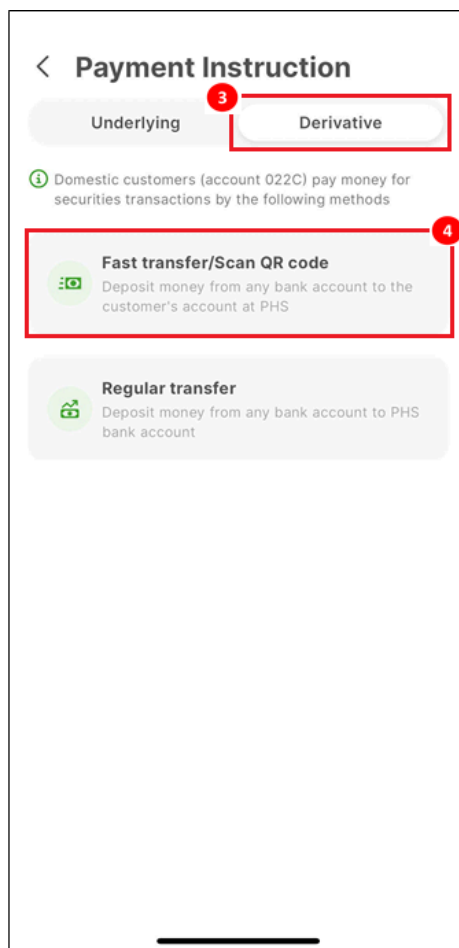 Payment Instruction
3
Underlying
Derivative
Domestic customers (account 022C) pay money for
securities transactions by the following methods
4
Fast transfer/Scan QR code
Deposit money from any bank account to the
customer's account at PHS
Regular transfer
Deposit money from any bank account to PHS
bank account